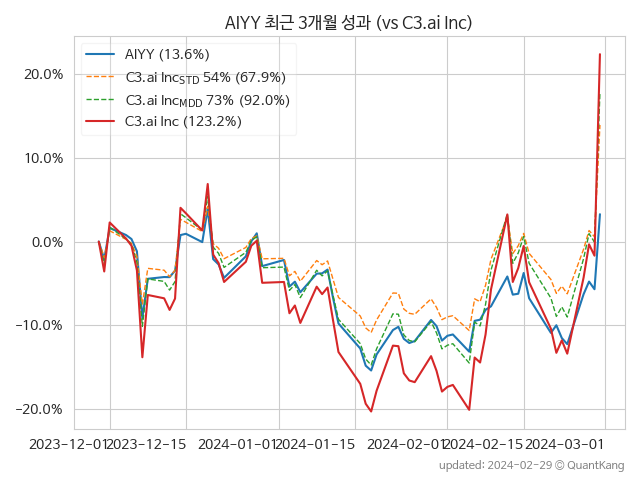 AIYY 최근 3개월 성과 (vs C3.ai Inc)
AIYY (13.6%)
C3.ai Inc_STD 54% (67.9%)
C3.ai Inc_MDD 73% (92.0%)
C3.ai Inc (123.2%)
20.0%
10.0%
0.0%
−10.0%
−20.0%
2023-12-01 2023-12-15 2024-01-01 2024-01-15 2024-02-01 2024-02-15 2024-03-01
updated: 2024-02-29 © QuantKang